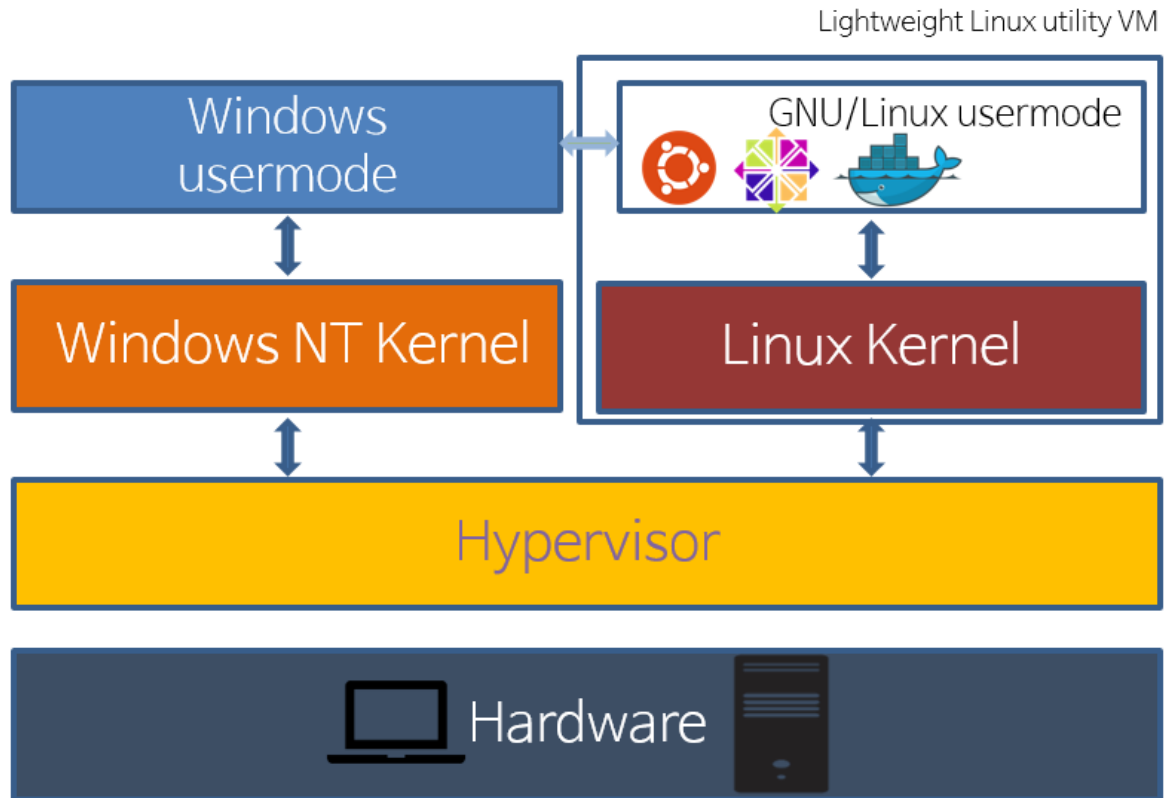 Lightweight Linux utility VM
Windows
usermode
GNU/Linux usermode
Windows NT Kernel
Linux Kernel
Hypervisor
Hardware